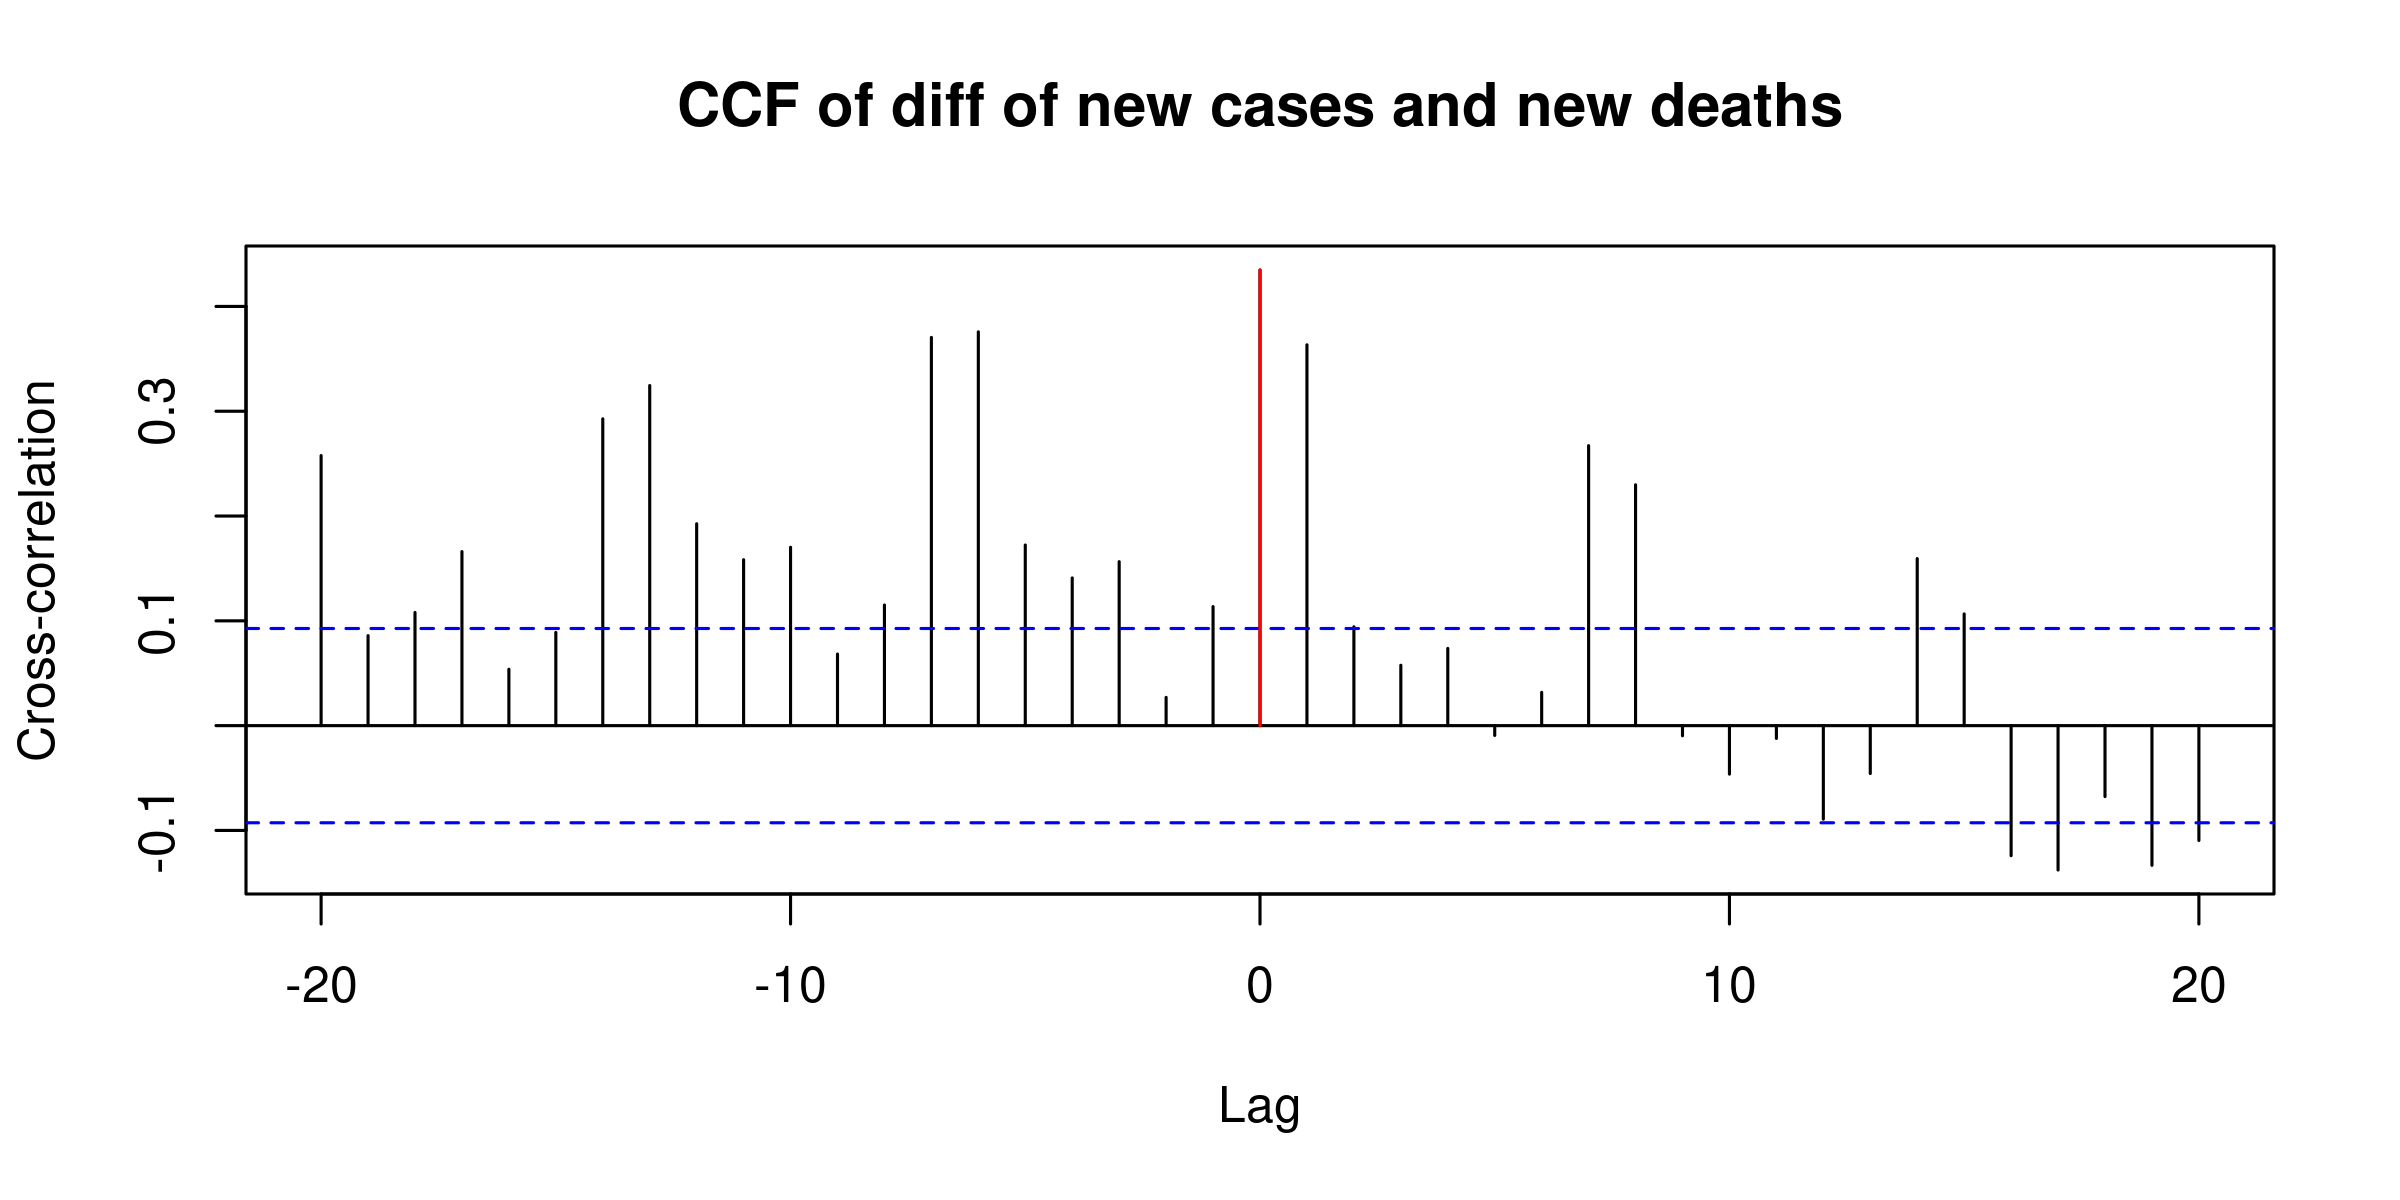 CCF of diff of new cases and new deaths
Cross-correlation
0.3
0.1
-0.1
-20 -10 0 10 20
Lag